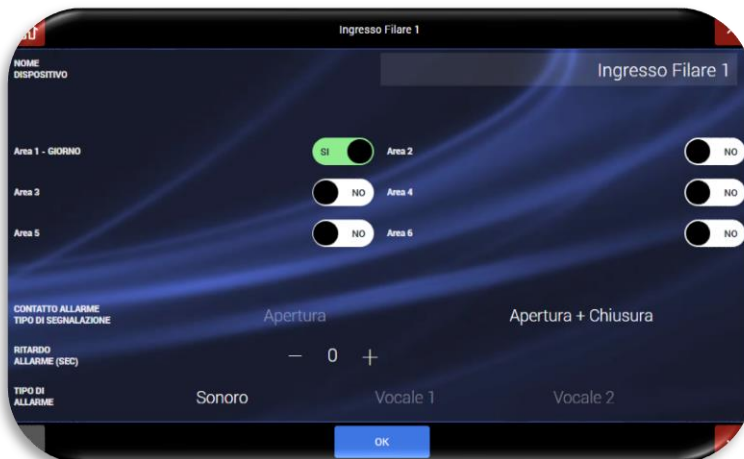 Ingresso Filare 1
NOME
DISPOSITIVO
Ingresso Filare 1
Area 1 - GIORNO
SI
Area 2
NO
Area 3
NO
Area 4
NO
Area 5
NO
Area 6
NO
CONTATTO ALLARME
TIPO DI SEGNALAZIONE
Apertura
Apertura + Chiusura
RITARDO
ALLARME (SEC)
− 0 +
TIPO DI
ALLARME
Sonoro
Vocale 1
Vocale 2
OK